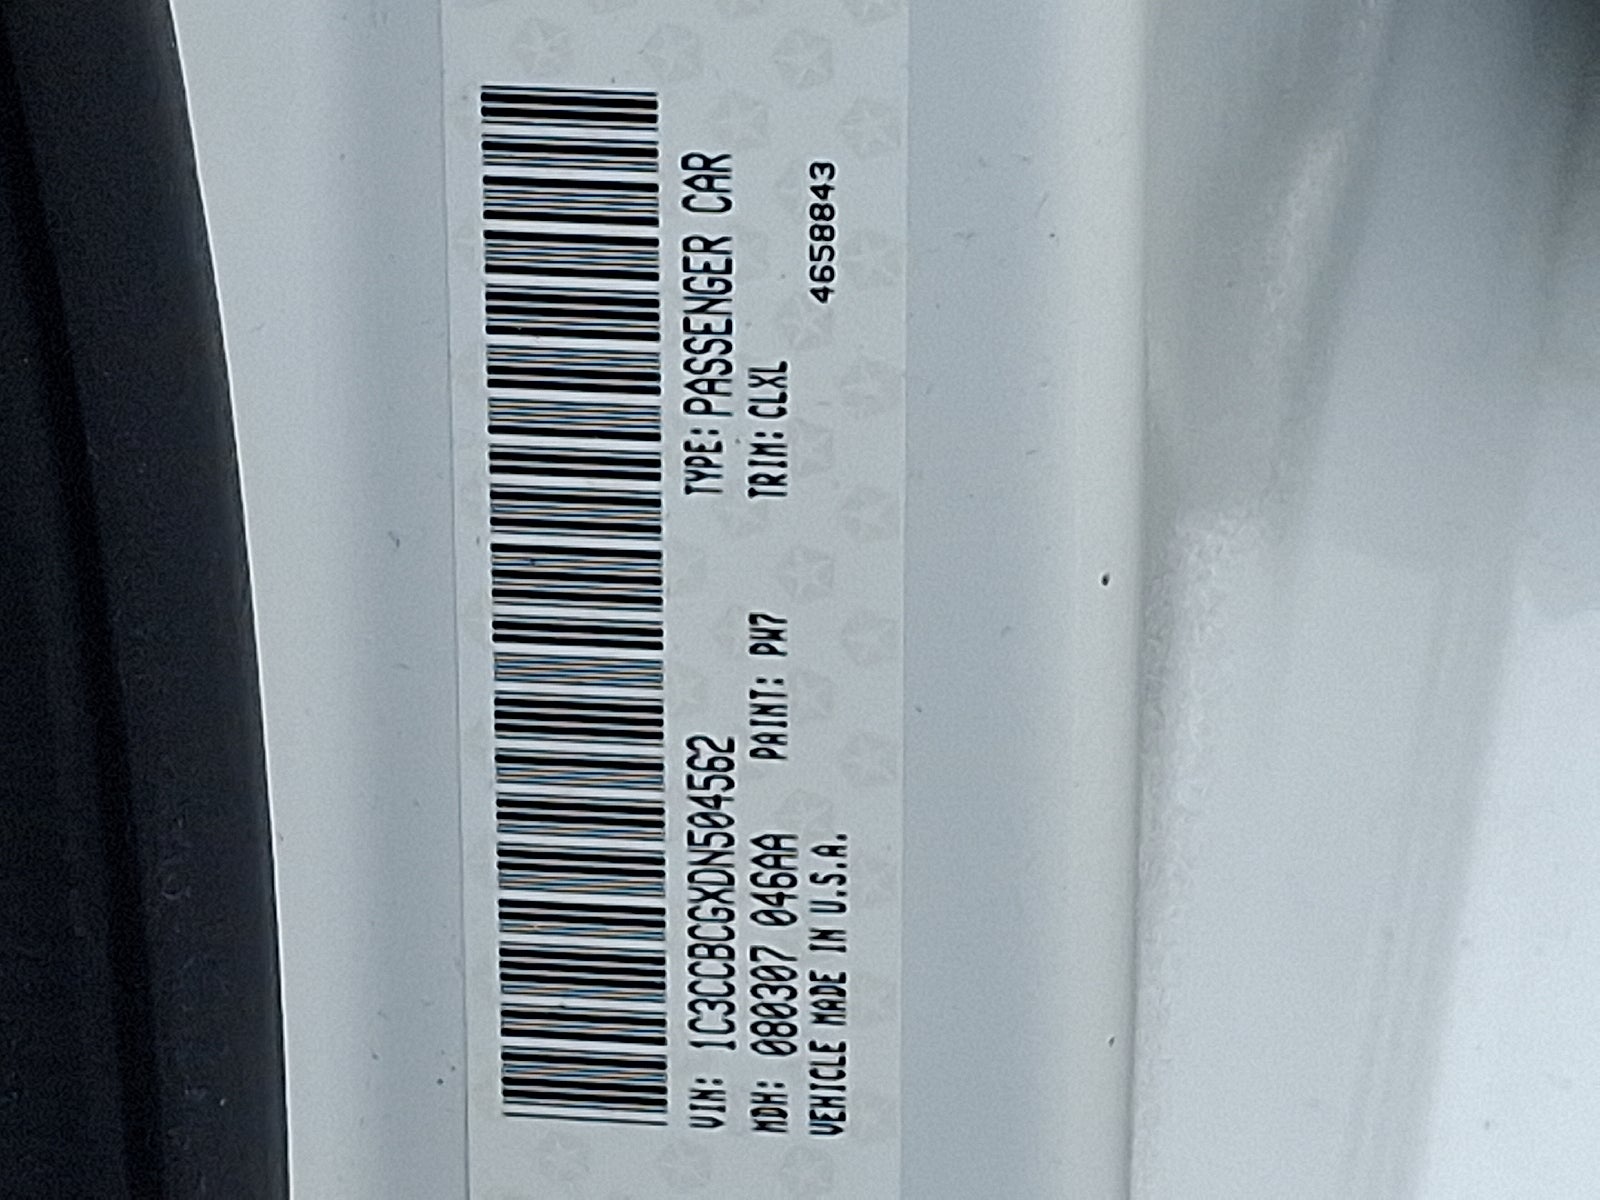 VIN: 1C3CCBCGXDN504562 TYPE: PASSENGER CAR
MDH: 080307 046AA PAINT: PW7 TRIM: CLXL
VEHICLE MADE IN U.S.A. 4658843